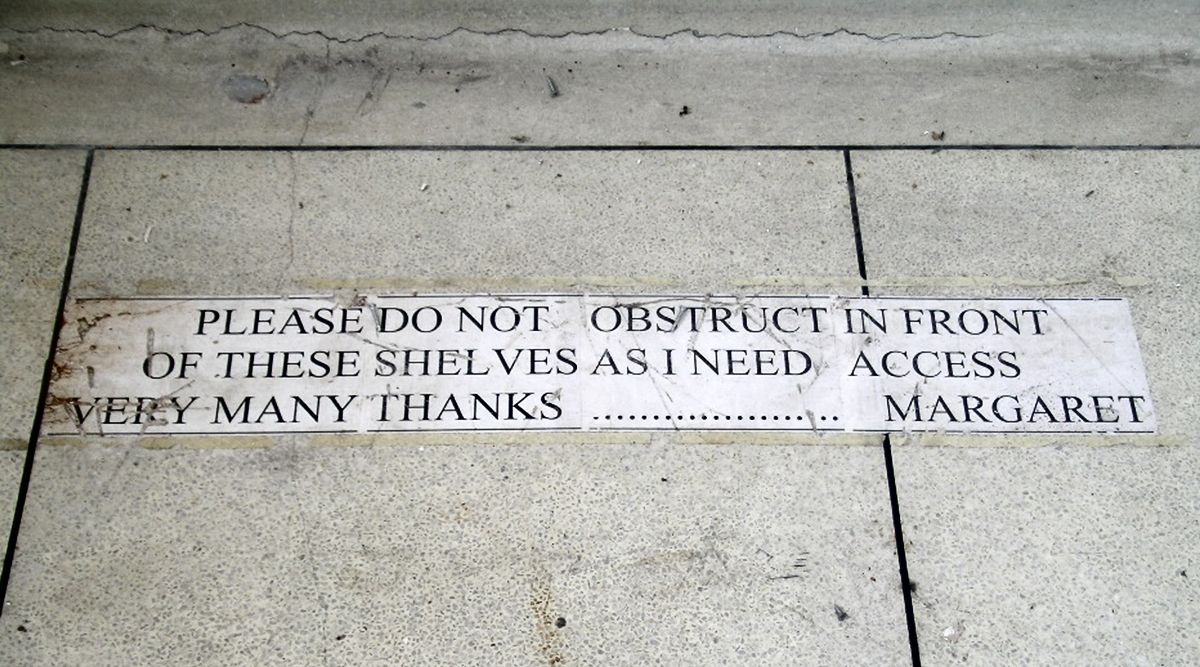 PLEASE DO NOT OBSTRUCT IN FRONT
OF THESE SHELVES AS I NEED ACCESS
VERY MANY THANKS ..................... MARGARET